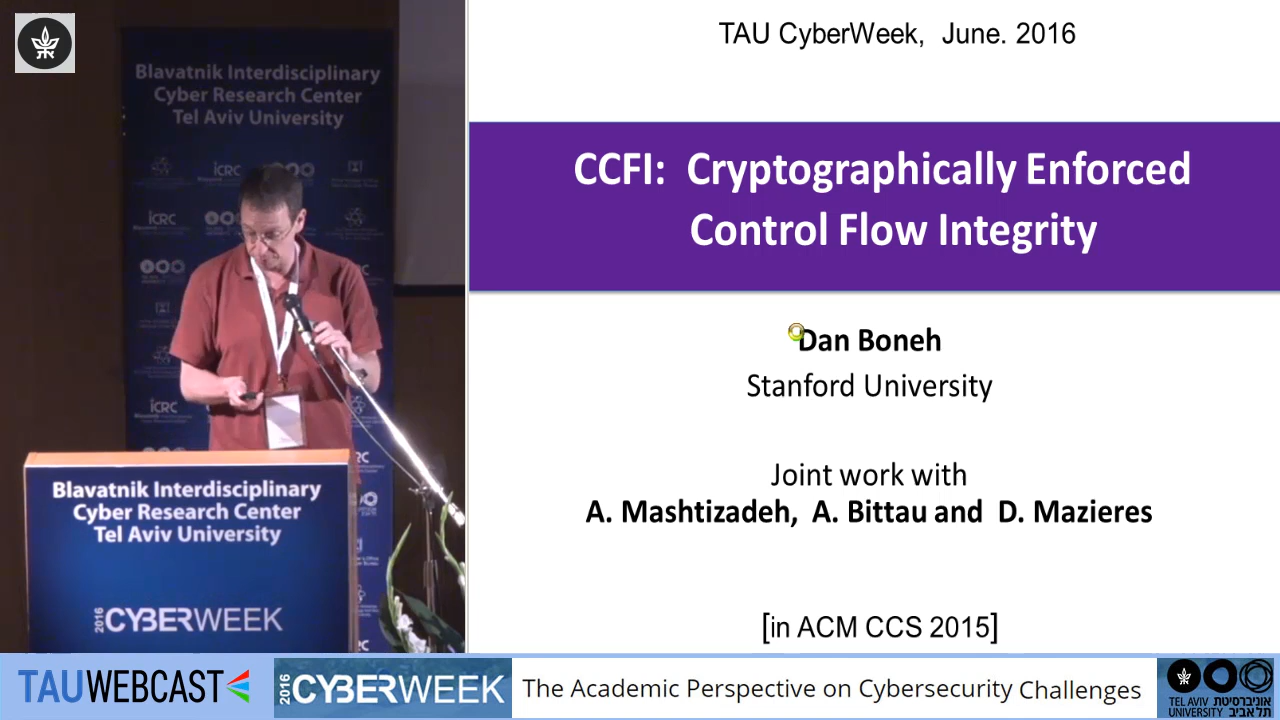 Blavatnik Interdisciplinary
Cyber Research Center
Tel Aviv University
iCRC
iCRC
iCRC
Blavatnik Interdisciplinary
Cyber Research Center
Tel Aviv University
2016 CYBERWEEK
TAU CyberWeek, June. 2016
CCFI: Cryptographically Enforced
Control Flow Integrity
Dan Boneh
Stanford University
Joint work with
A. Mashtizadeh, A. Bittau and D. Mazieres
[in ACM CCS 2015]
TAUWEBCAST
2016 CYBERWEEK
The Academic Perspective on Cybersecurity Challenges
TEL AVIV אוניברסיטת
UNIVERSITY תל אביב